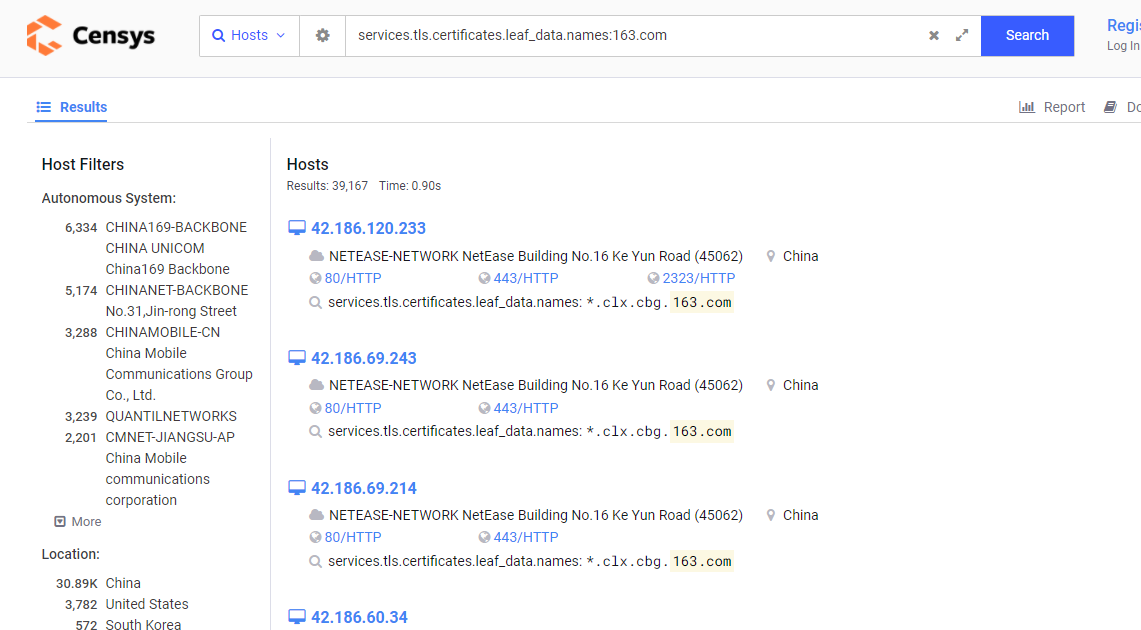 Censys
Hosts
services.tls.certificates.leaf_data.names:163.com
Search
Regi
Log In
Results
Report
Do
Host Filters
Autonomous System:
6,334 CHINA169-BACKBONE
CHINA UNICOM
China169 Backbone
5,174 CHINANET-BACKBONE
No.31,Jin-rong Street
3,288 CHINAMOBILE-CN
China Mobile
Communications Group
Co., Ltd.
3,239 QUANTILNETWORKS
2,201 CMNET-JIANGSU-AP
China Mobile
communications
corporation
More
Location:
30.89K China
3,782 United States
572 South Korea
Hosts
Results: 39,167 Time: 0.90s
42.186.120.233
NETEASE-NETWORK NetEase Building No.16 Ke Yun Road (45062) China
80/HTTP 443/HTTP 2323/HTTP
services.tls.certificates.leaf_data.names: *.clx.cbg.163.com
42.186.69.243
NETEASE-NETWORK NetEase Building No.16 Ke Yun Road (45062) China
80/HTTP 443/HTTP
services.tls.certificates.leaf_data.names: *.clx.cbg.163.com
42.186.69.214
NETEASE-NETWORK NetEase Building No.16 Ke Yun Road (45062) China
80/HTTP 443/HTTP
services.tls.certificates.leaf_data.names: *.clx.cbg.163.com
42.186.60.34